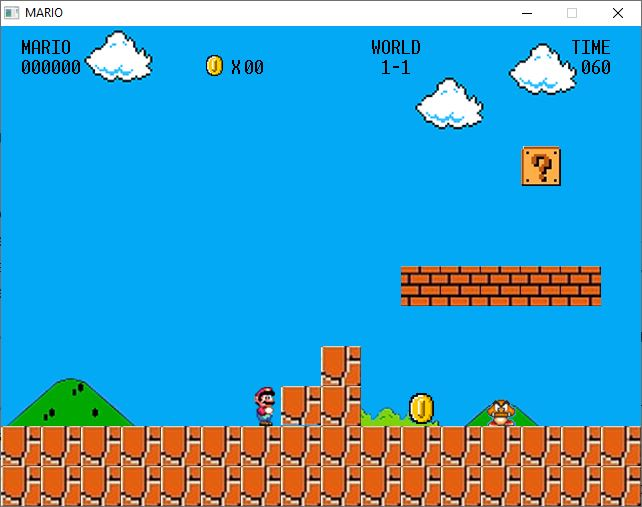 MARIO
MARIO WORLD TIME
000000 X00 1-1 060
?